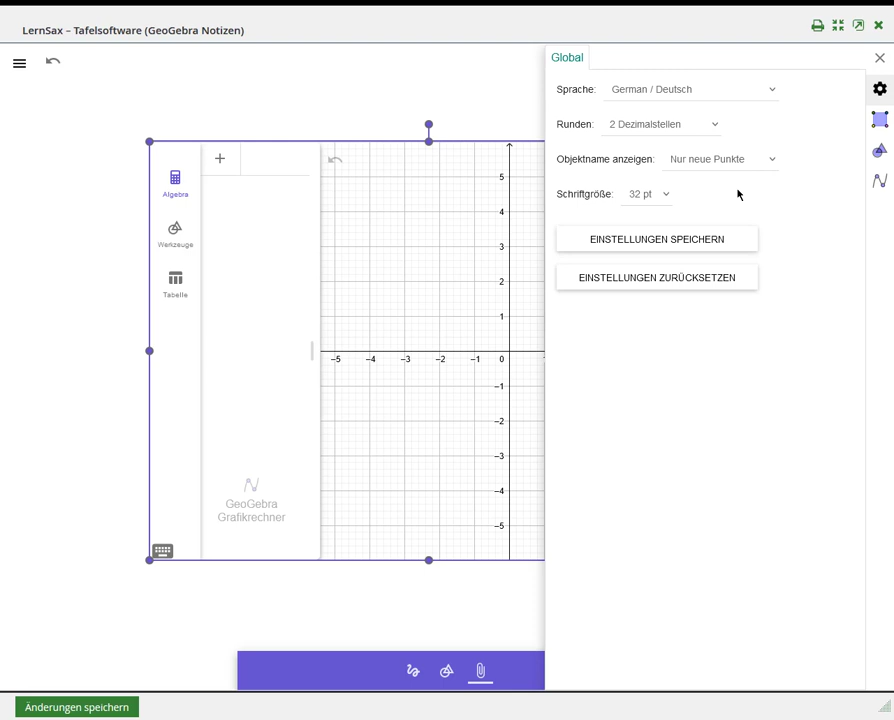 LernSax – Tafelsoftware (GeoGebra Notizen)
Global
Sprache: German / Deutsch
Runden: 2 Dezimalstellen
Objektname anzeigen: Nur neue Punkte
Schriftgröße: 32 pt
EINSTELLUNGEN SPEICHERN
EINSTELLUNGEN ZURÜCKSETZEN
+
Algebra
Werkzeuge
Tabelle
GeoGebra
Grafikrechner
5
4
3
2
1
–5 –4 –3 –2 –1 0
–1
–2
–3
–4
–5
Änderungen speichern